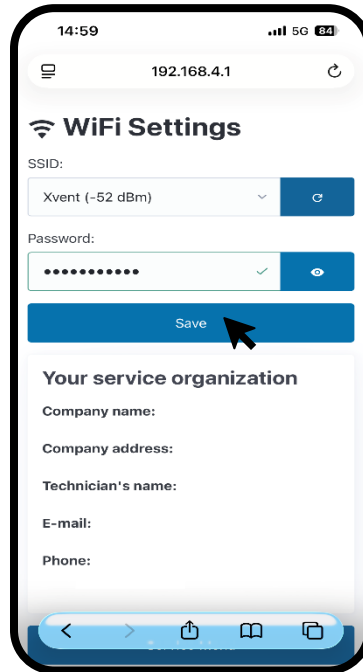 14:59
5G 84
192.168.4.1
WiFi Settings
SSID:
Xvent (-52 dBm)
Password:
●●●●●●●●●●●
Save
Your service organization
Company name:
Company address:
Technician's name:
E-mail:
Phone: